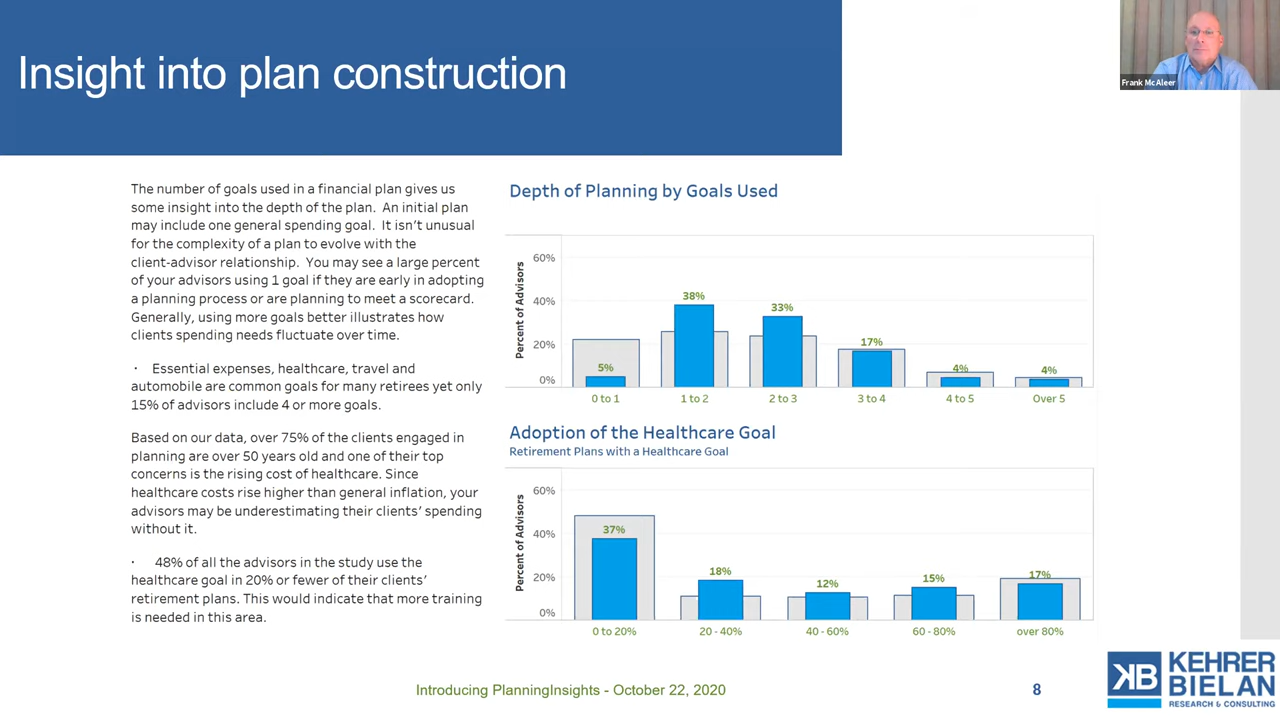 Insight into plan construction
Frank McAleer
The number of goals used in a financial plan gives us
some insight into the depth of the plan.  An initial plan
may include one general spending goal.  It isn't unusual
for the complexity of a plan to evolve with the
client-advisor relationship.  You may see a large percent
of your advisors using 1 goal if they are early in adopting
a planning process or are planning to meet a scorecard.
Generally, using more goals better illustrates how
clients spending needs fluctuate over time.
· Essential expenses, healthcare, travel and
automobile are common goals for many retirees yet only
15% of advisors include 4 or more goals.
Based on our data, over 75% of the clients engaged in
planning are over 50 years old and one of their top
concerns is the rising cost of healthcare. Since
healthcare costs rise higher than general inflation, your
advisors may be underestimating their clients' spending
without it.
· 48% of all the advisors in the study use the
healthcare goal in 20% or fewer of their clients'
retirement plans. This would indicate that more training
is needed in this area.
Depth of Planning by Goals Used
Percent of Advisors
60%
40%
20%
0%
5%
38%
33%
17%
4%
4%
0 to 1
1 to 2
2 to 3
3 to 4
4 to 5
Over 5
Adoption of the Healthcare Goal
Retirement Plans with a Healthcare Goal
Percent of Advisors
60%
40%
20%
0%
37%
18%
12%
15%
17%
0 to 20%
20 - 40%
40 - 60%
60 - 80%
over 80%
Introducing PlanningInsights - October 22, 2020
8
KB
KEHRER
BIELAN
RESEARCH & CONSULTING